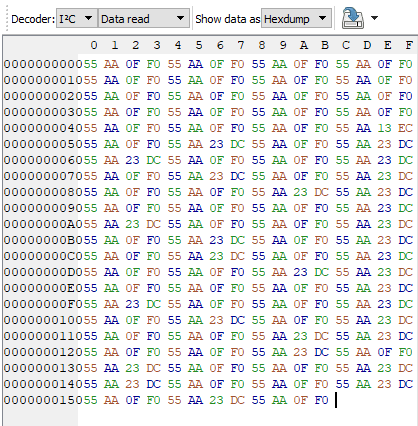 Decoder: I²C Data read Show data as Hexdump
0 1 2 3 4 5 6 7 8 9 A B C D E F
0000000000 55 AA 0F F0 55 AA 0F F0 55 AA 0F F0 55 AA 0F F0
0000000010 55 AA 0F F0 55 AA 0F F0 55 AA 0F F0 55 AA 0F F0
0000000020 55 AA 0F F0 55 AA 0F F0 55 AA 0F F0 55 AA 0F F0
0000000030 55 AA 0F F0 55 AA 0F F0 55 AA 0F F0 55 AA 0F F0
0000000040 55 AA 0F F0 55 AA 0F F0 55 AA 0F F0 55 AA 13 EC
0000000050 55 AA 0F F0 55 AA 23 DC 55 AA 0F F0 55 AA 23 DC
0000000060 55 AA 23 DC 55 AA 0F F0 55 AA 0F F0 55 AA 23 DC
0000000070 55 AA 0F F0 55 AA 23 DC 55 AA 0F F0 55 AA 23 DC
0000000080 55 AA 0F F0 55 AA 0F F0 55 AA 23 DC 55 AA 23 DC
0000000090 55 AA 0F F0 55 AA 0F F0 55 AA 0F F0 55 AA 23 DC
00000000A0 55 AA 23 DC 55 AA 0F F0 55 AA 0F F0 55 AA 23 DC
00000000B0 55 AA 0F F0 55 AA 23 DC 55 AA 0F F0 55 AA 23 DC
00000000C0 55 AA 0F F0 55 AA 23 DC 55 AA 0F F0 55 AA 23 DC
00000000D0 55 AA 0F F0 55 AA 0F F0 55 AA 23 DC 55 AA 23 DC
00000000E0 55 AA 0F F0 55 AA 0F F0 55 AA 0F F0 55 AA 23 DC
00000000F0 55 AA 23 DC 55 AA 0F F0 55 AA 0F F0 55 AA 23 DC
0000000100 55 AA 0F F0 55 AA 23 DC 55 AA 0F F0 55 AA 23 DC
0000000110 55 AA 0F F0 55 AA 0F F0 55 AA 23 DC 55 AA 23 DC
0000000120 55 AA 0F F0 55 AA 0F F0 55 AA 23 DC 55 AA 0F F0
0000000130 55 AA 23 DC 55 AA 0F F0 55 AA 0F F0 55 AA 23 DC
0000000140 55 AA 23 DC 55 AA 0F F0 55 AA 0F F0 55 AA 23 DC
0000000150 55 AA 0F F0 55 AA 23 DC 55 AA 0F F0